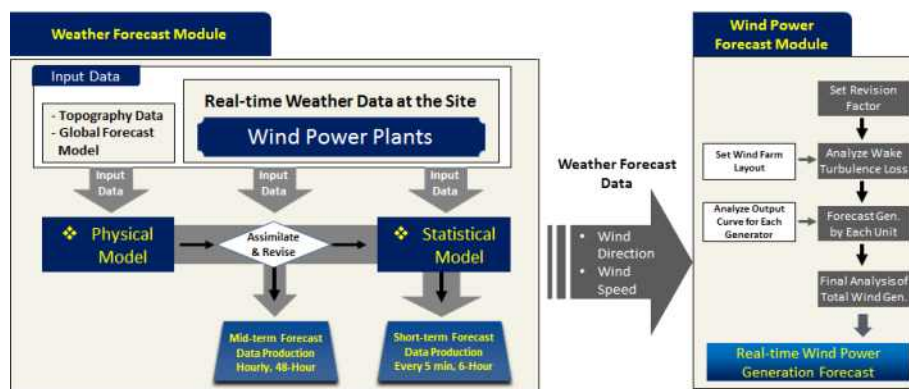 Weather Forecast Module
Input Data
- Topography Data
- Global Forecast
Model
Real-time Weather Data at the Site
Wind Power Plants
Input
Data
Input
Data
Input
Data
❖ Physical
Model
Assimilate
& Revise
❖ Statistical
Model
Mid-term Forecast
Data Production
Hourly, 48-Hour
Short-term Forecast
Data Production
Every 5 min, 6-Hour
Weather Forecast
Data
• Wind
Direction
• Wind
Speed
Wind Power
Forecast Module
Set Revision
Factor
Set Wind Farm
Layout
Analyze Wake
Turbulence Loss
Analyze Output
Curve for Each
Generator
Forecast Gen.
by Each Unit
Final Analysis of
Total Wind Gen.
Real-time Wind Power
Generation Forecast